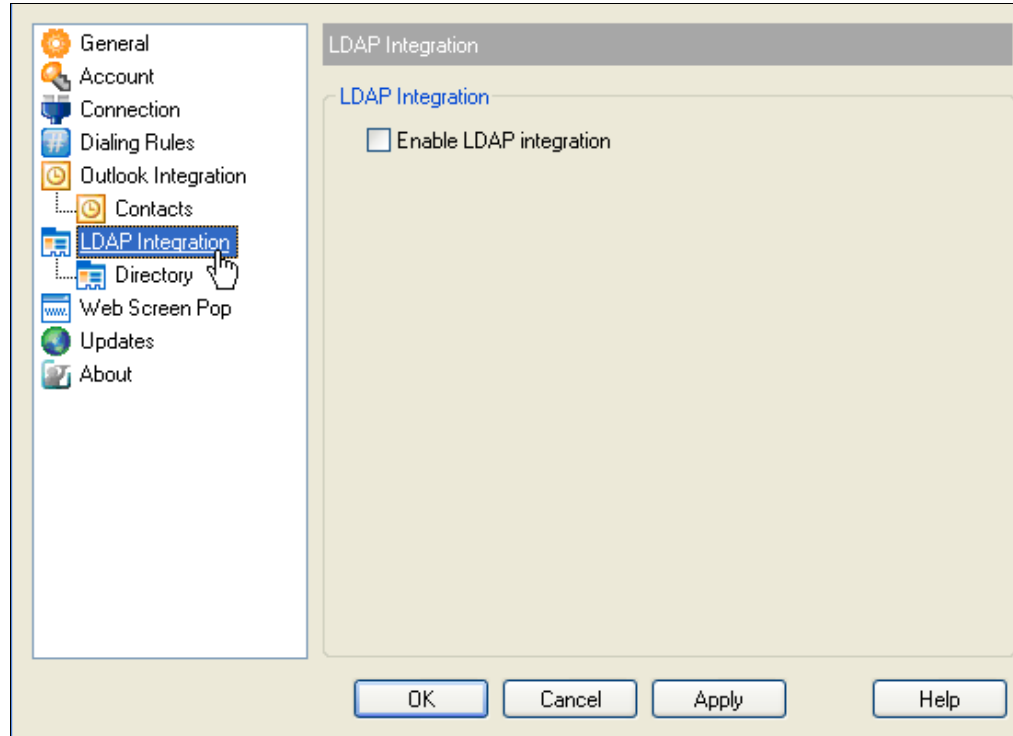 General
Account
Connection
Dialing Rules
Outlook Integration
Contacts
LDAP Integration
Directory
www.
Web Screen Pop
Updates
About
LDAP Integration
LDAP Integration
Enable LDAP integration
OK
Cancel
Apply
Help